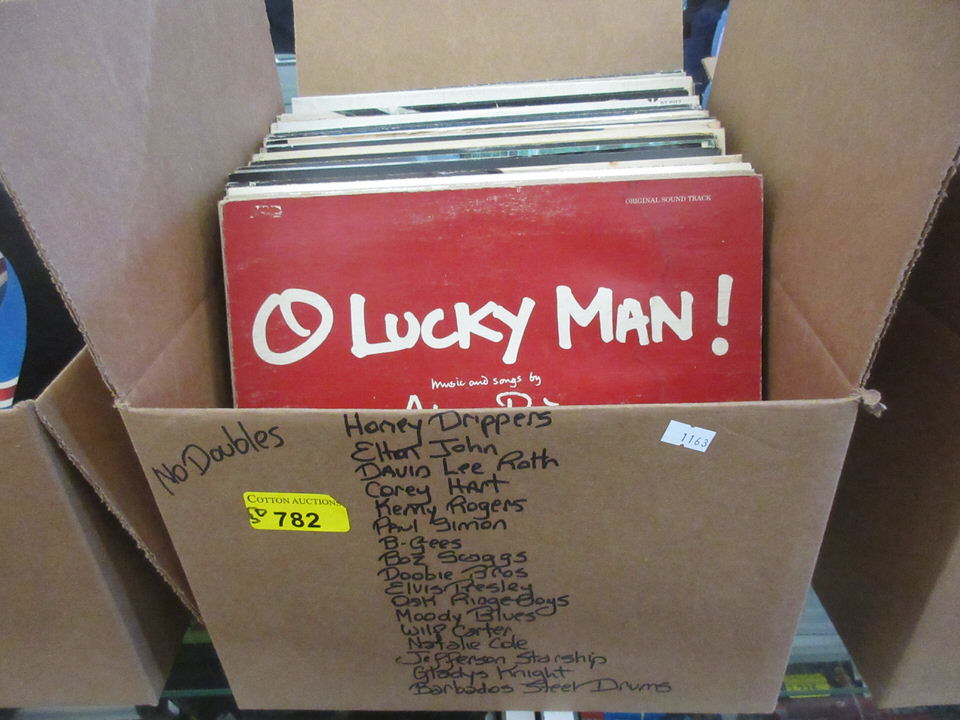 ORIGINAL SOUND TRACK
O LUCKY MAN!
music and songs by
No Doubles
1163
COTTON AUCTIONS
782
Honey Drippers
Elton John
DAVID Lee Roth
Corey HART
Kenny Rogers
Paul Simon
B-Gees
Boz Scaggs
Doobie Bros
Elvis Presley
Oak Ridge Boys
Moody Blues
Wilf Carter
Natalie Cole
Jefferson Starship
Gladys Knight
Barbados Steel Drums